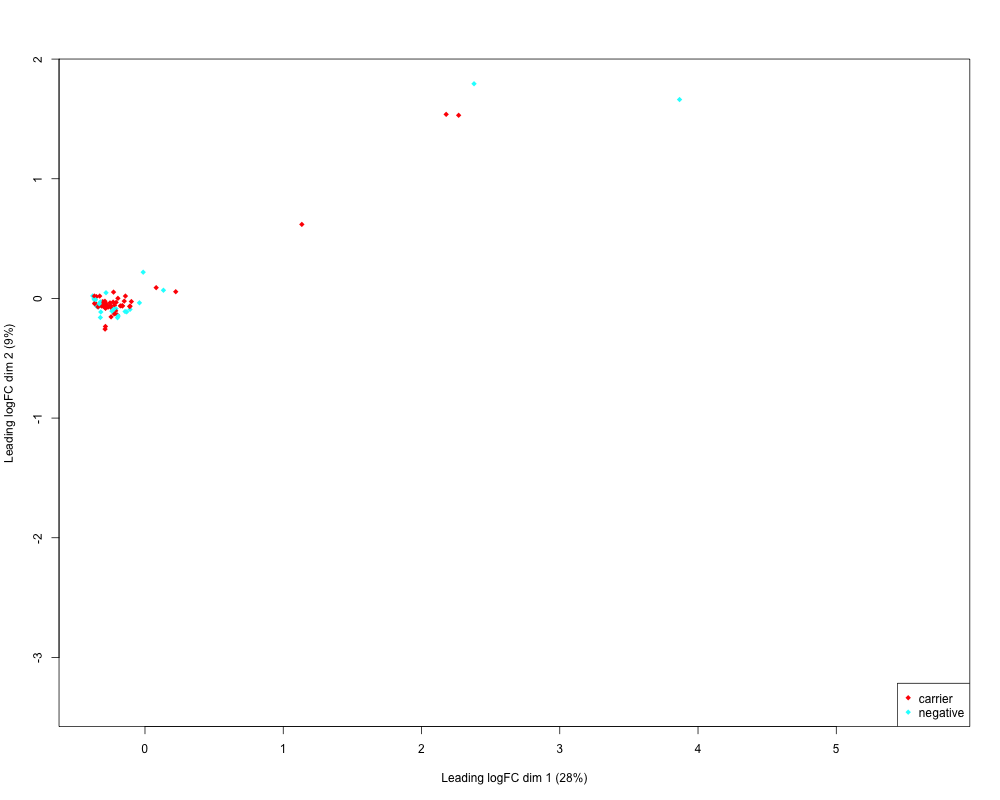 2
1
0
-1
-2
-3
Leading logFC dim 2 (9%)
carrier
negative
0 1 2 3 4 5
Leading logFC dim 1 (28%)